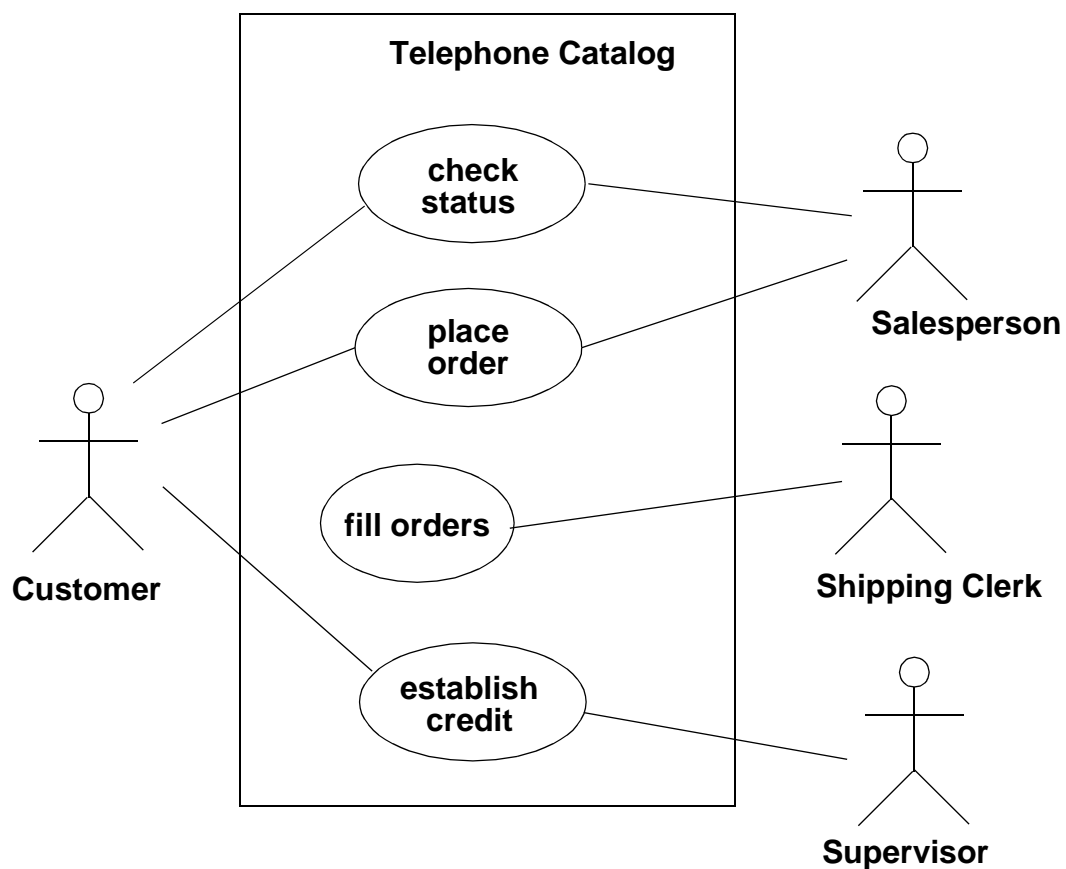 Telephone Catalog
check
status
Salesperson
place
order
fill orders
Customer
Shipping Clerk
establish
credit
Supervisor